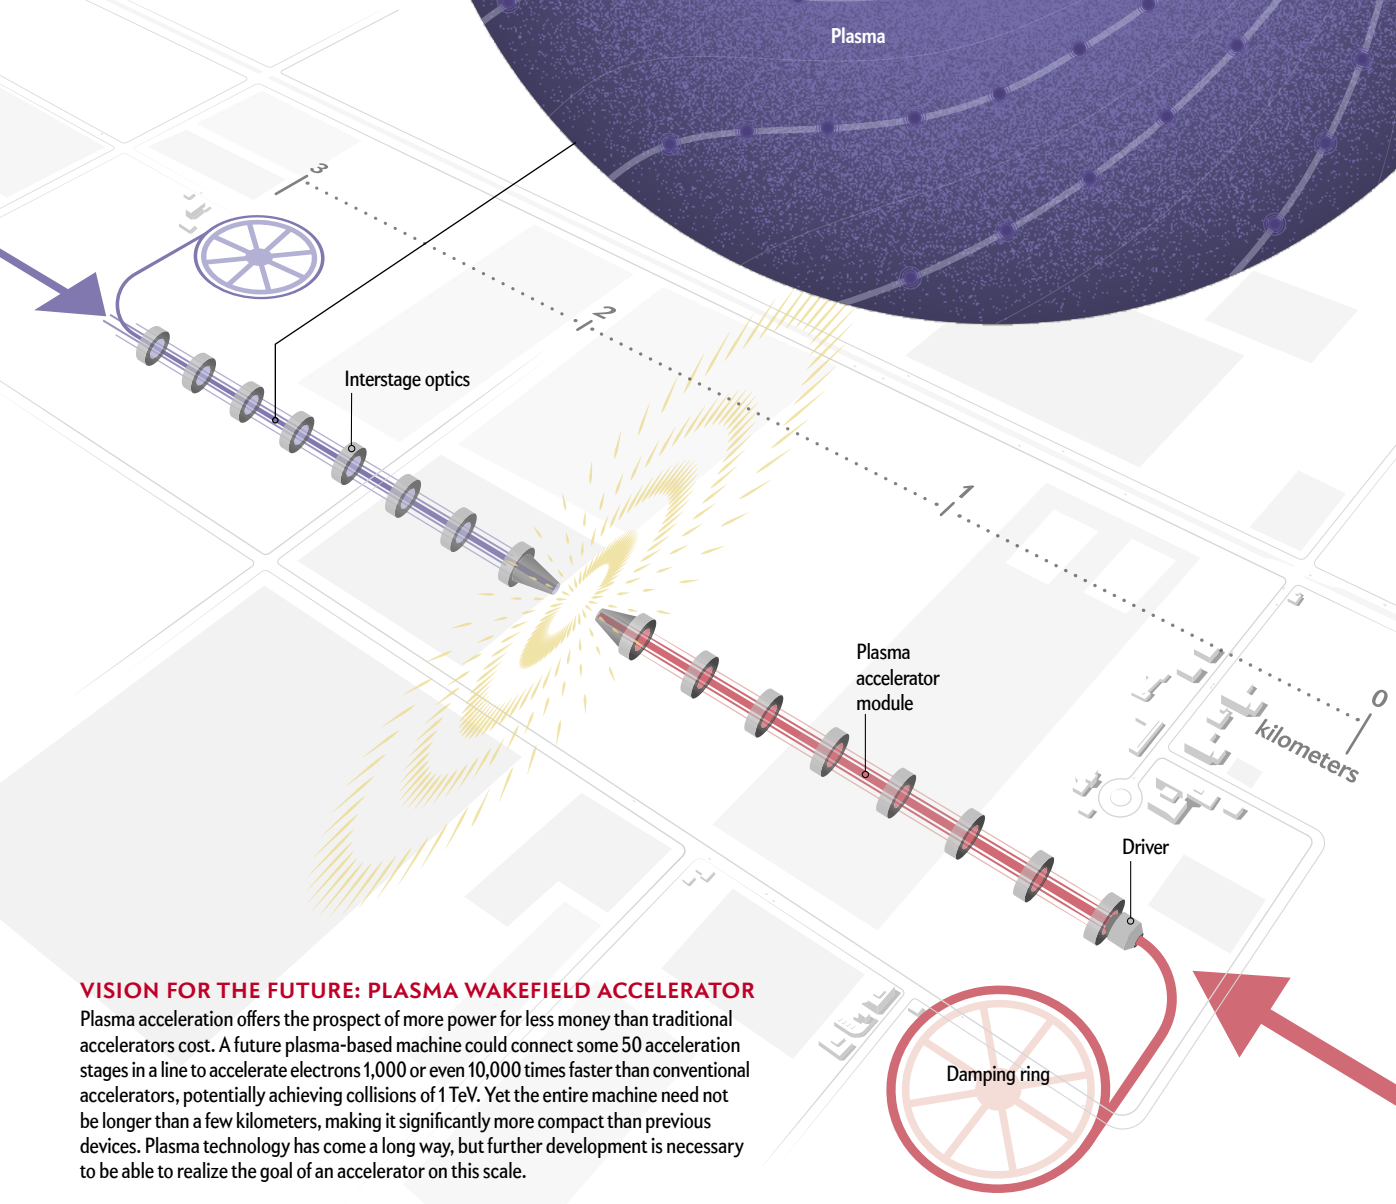 Plasma
3
2
Interstage optics
1
Plasma
accelerator
module
0
kilometers
Driver
VISION FOR THE FUTURE: PLASMA WAKEFIELD ACCELERATOR
Plasma acceleration offers the prospect of more power for less money than traditional
accelerators cost. A future plasma-based machine could connect some 50 acceleration
stages in a line to accelerate electrons 1,000 or even 10,000 times faster than conventional
accelerators, potentially achieving collisions of 1 TeV. Yet the entire machine need not
be longer than a few kilometers, making it significantly more compact than previous
devices. Plasma technology has come a long way, but further development is necessary
to be able to realize the goal of an accelerator on this scale.
Damping ring